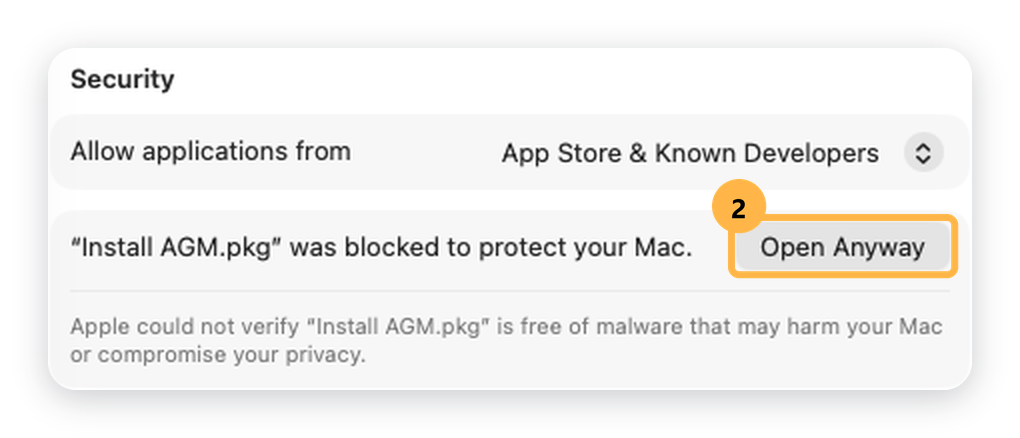 Security
Allow applications from App Store & Known Developers
2
“Install AGM.pkg” was blocked to protect your Mac. Open Anyway
Apple could not verify “Install AGM.pkg” is free of malware that may harm your Mac
or compromise your privacy.